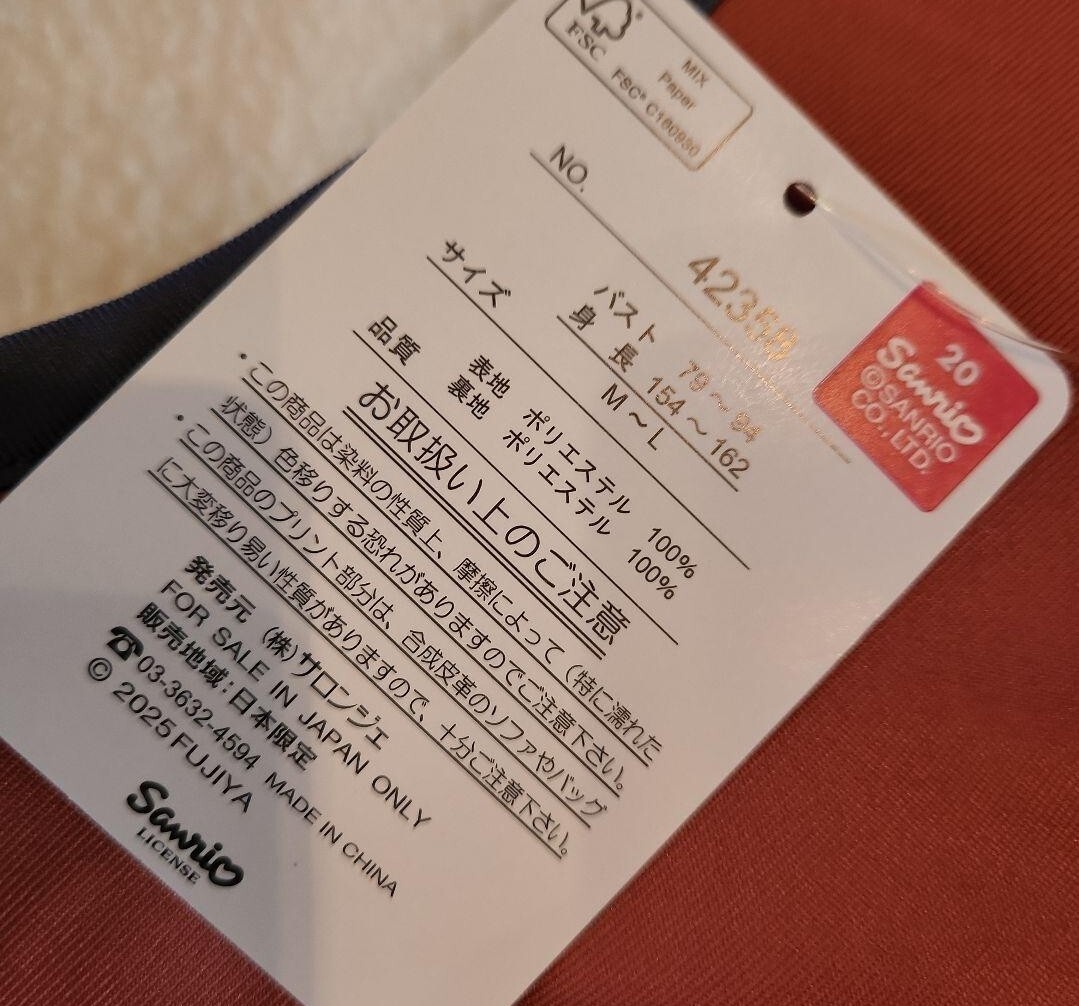 FSC
MIX
Paper
FSC® C160930
NO.
42359
サイズ
バスト 79～94
身長 154～162
M～L
品質
表地 ポリエステル 100%
裏地 ポリエステル 100%
お取扱い上のご注意
・この商品は染料の性質上、摩擦によって(特に濡れた
状態)色移りする恐れがありますのでご注意下さい。
・この商品のプリント部分は、合成皮革のソファやバッグ
に大変移り易い性質がありますので、十分ご注意下さい。
発売元 (株)サロンジェ
FOR SALE IN JAPAN ONLY
販売地域:日本限定
☎03-3632-4594 MADE IN CHINA
© 2025 FUJIYA
Sanrio
LICENSE
20
Sanrio
©SANRIO
CO., LTD.